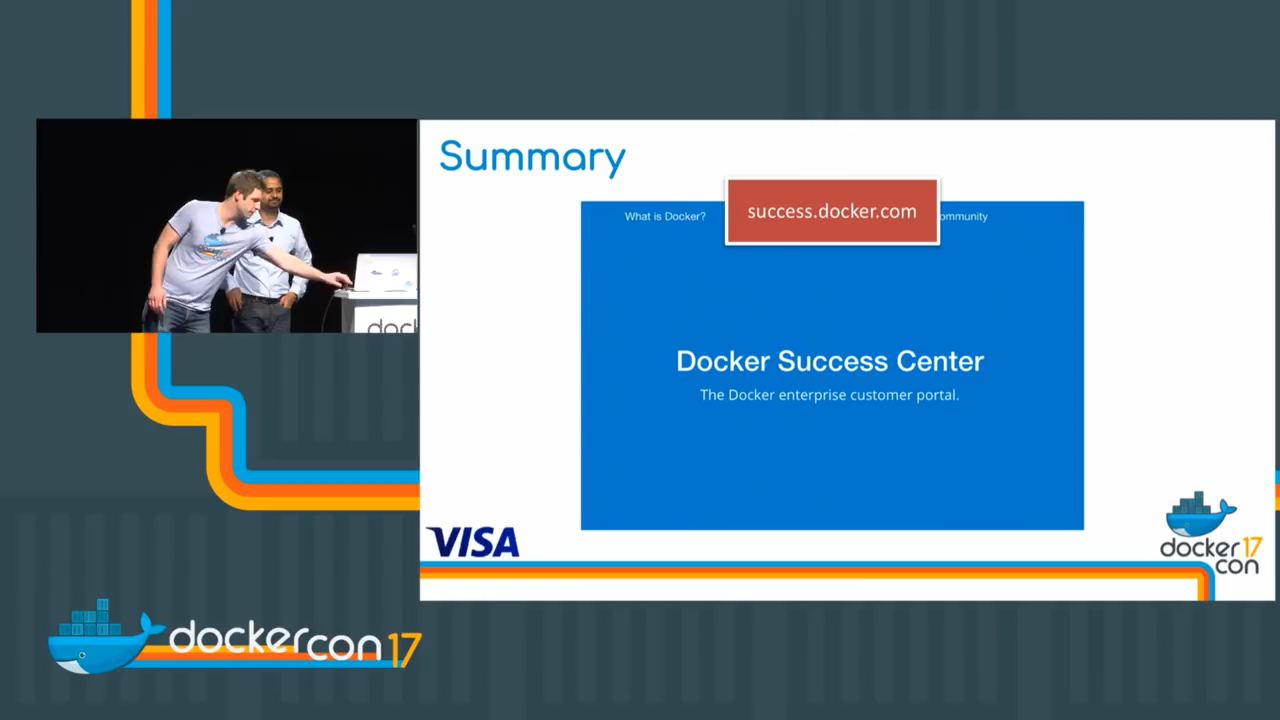 Summary
success.docker.com
What is Docker?
ommunity
Docker Success Center
The Docker enterprise customer portal.
VISA
docker 17
con
dock
dockercon 17